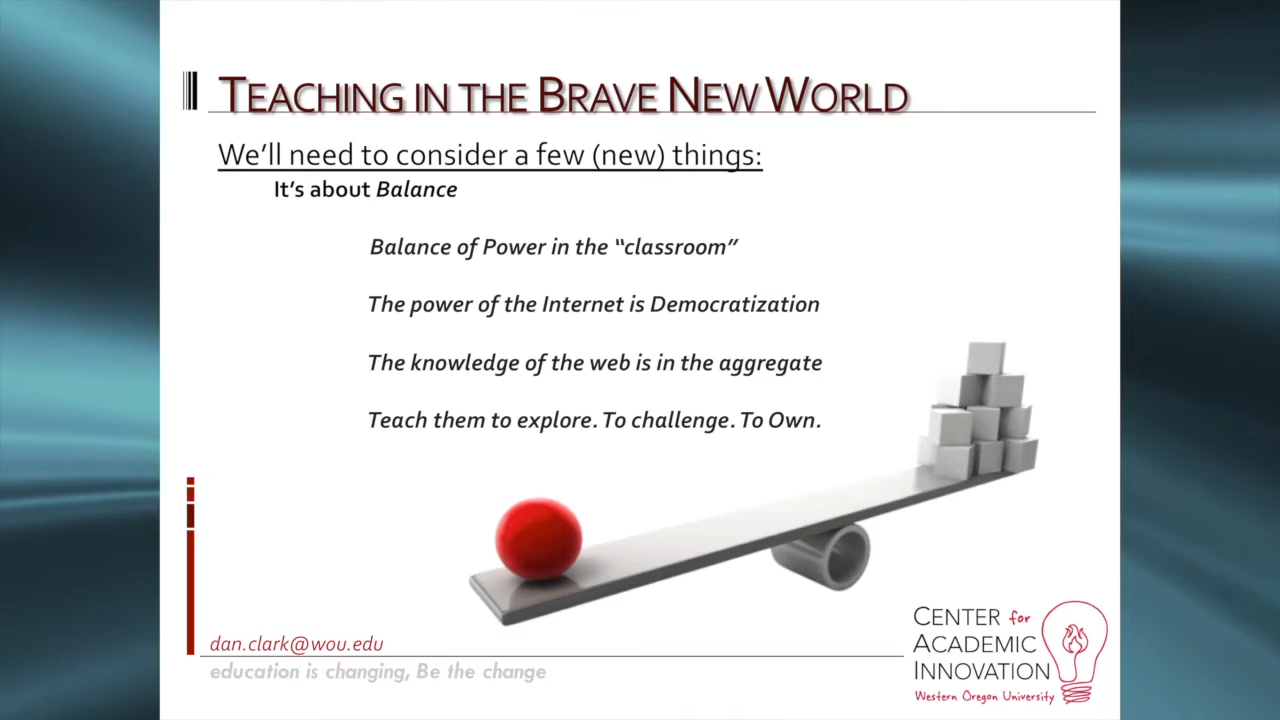 TEACHING IN THE BRAVE NEW WORLD
We'll need to consider a few (new) things:
It's about Balance
Balance of Power in the “classroom”
The power of the Internet is Democratization
The knowledge of the web is in the aggregate
Teach them to explore. To challenge. To Own.
dan.clark@wou.edu
education is changing, Be the change
CENTER for
ACADEMIC
INNOVATION
Western Oregon University